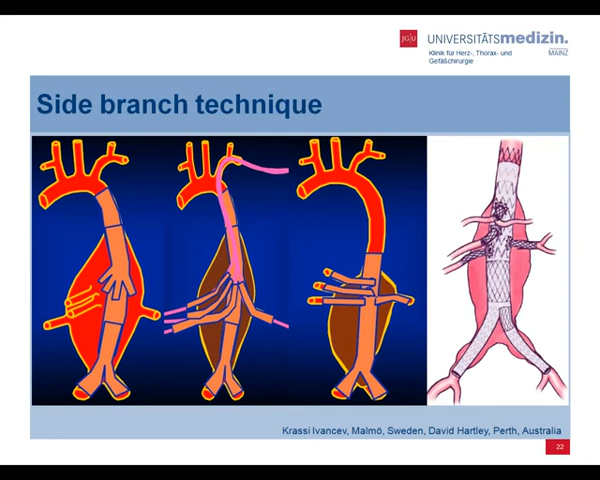 JG|U
UNIVERSITÄTSmedizin.
MAINZ
Klinik für Herz-, Thorax- und
Gefäßchirurgie
Side branch technique
Krassi Ivancev, Malmö, Sweden, David Hartley, Perth, Australia
22